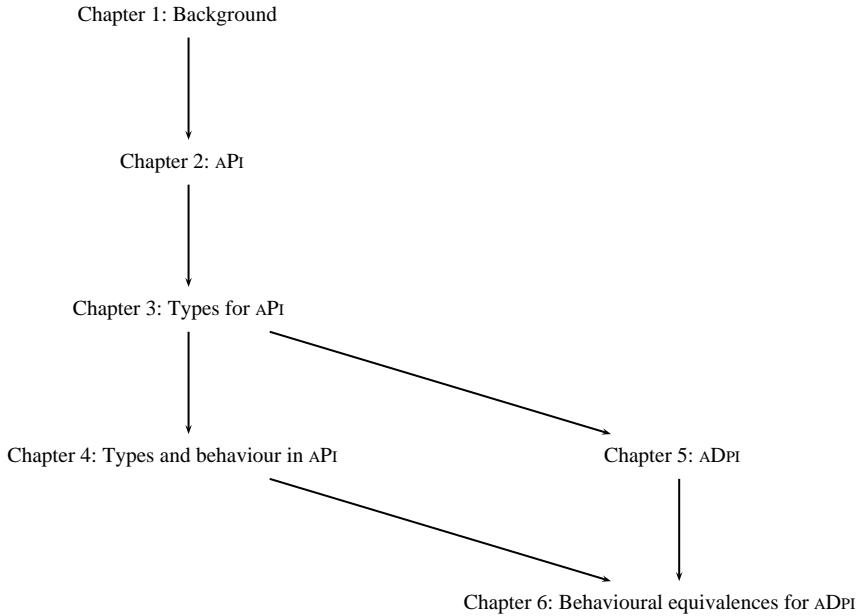 Chapter 1: Background
Chapter 2: API
Chapter 3: Types for API
Chapter 4: Types and behaviour in API
Chapter 5: ADPI
Chapter 6: Behavioural equivalences for ADPI